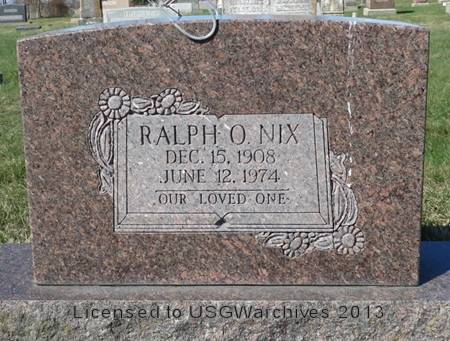 RALPH O. NIX
DEC. 15, 1908
JUNE 12, 1974
OUR LOVED ONE
Licensed to USGWarchives 2013